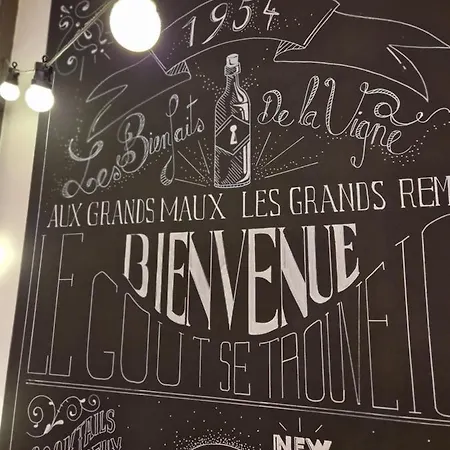 1954
Les Bienfaits De la Vigne
AUX GRANDS MAUX LES GRANDS REM
BIENVENUE
LE GOUT SE TROUVE IC
COCKTAILS
NEW